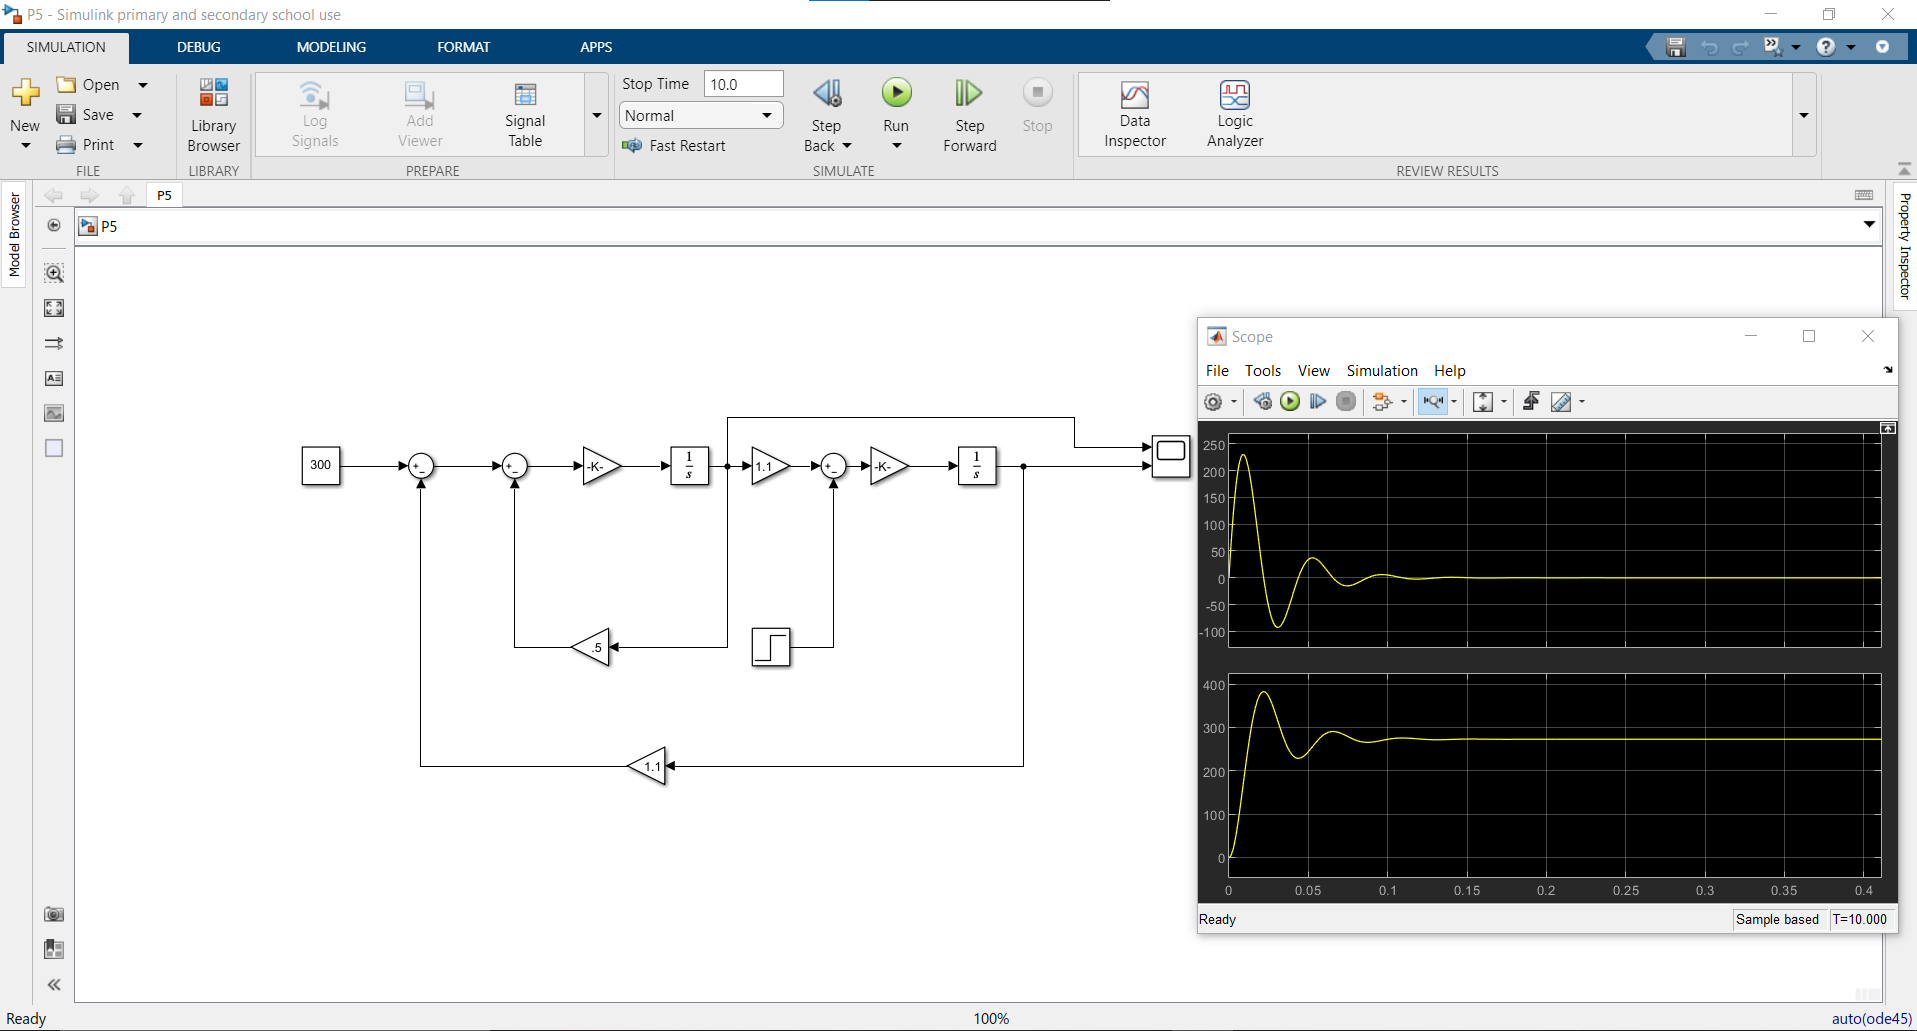 P5 - Simulink primary and secondary school use
SIMULATION DEBUG MODELING FORMAT APPS
New
Open
Save
Print
FILE
Library Browser
LIBRARY
Log Signals
Add Viewer
Signal Table
PREPARE
Stop Time 10.0
Normal
Fast Restart
Step Back
Run
Step Forward
Stop
SIMULATE
Data Inspector
Logic Analyzer
REVIEW RESULTS
Model Browser
P5
P5
Property Inspector
300
+
-
+
-
-K-
1
s
1.1
+
-
-K-
1
s
.5
1.1
Scope
File Tools View Simulation Help
250
200
150
100
50
0
-50
-100
400
300
200
100
0
0 0.05 0.1 0.15 0.2 0.25 0.3 0.35 0.4
Ready Sample based T=10.000
Ready 100% auto(ode45)